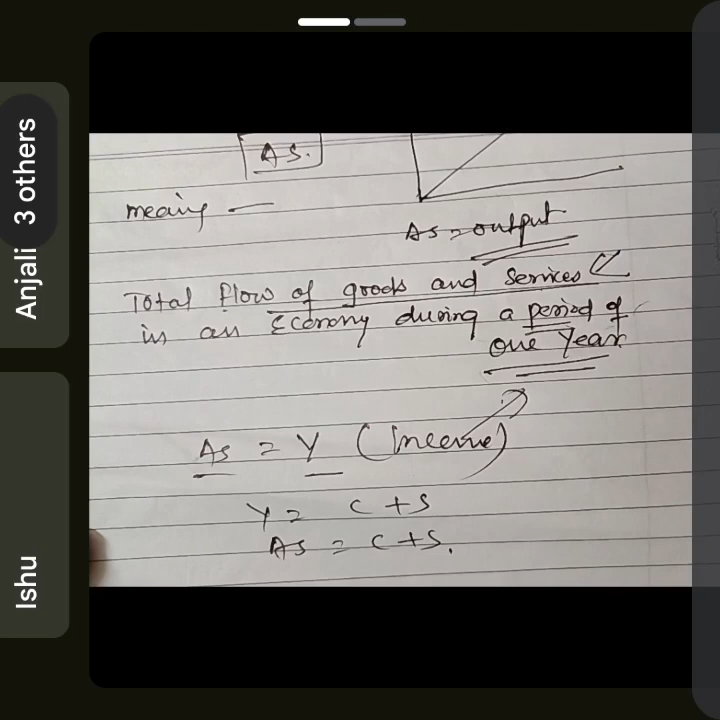 AS.
meaing —
AS = output
Total flow of goods and services
in an Economy during a period of
one Year
AS = Y (Income)
Y = C + S
AS = C + S.
Anjali 3 others
Ishu